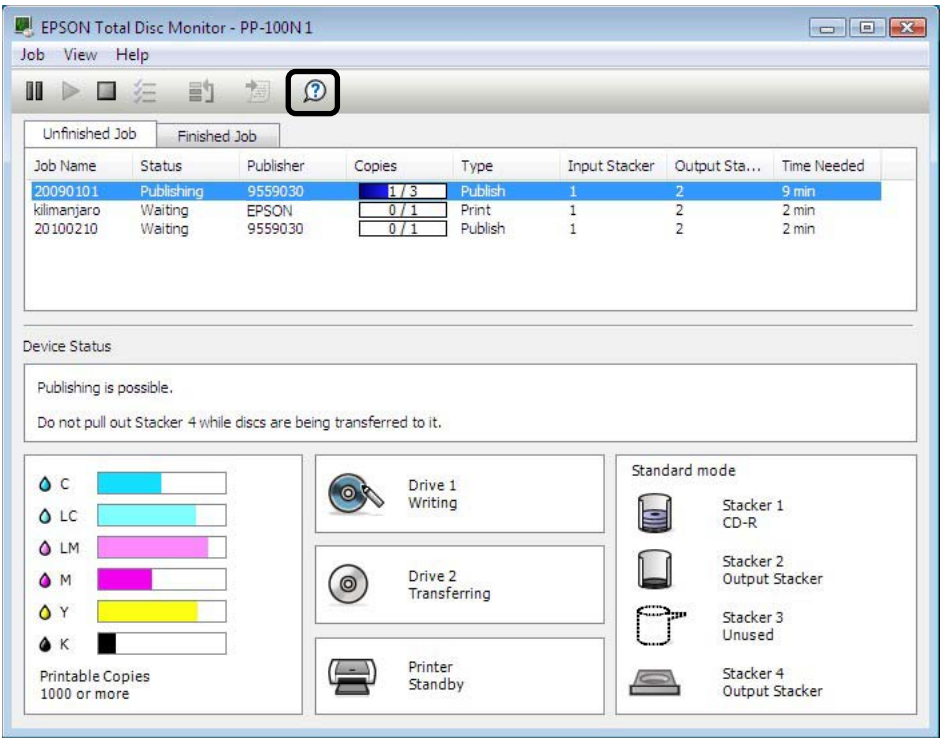 EPSON Total Disc Monitor - PP-100N 1
Job View Help
Unfinished Job Finished Job
Job Name Status Publisher Copies Type Input Stacker Output Sta... Time Needed
20090101 Publishing 9559030 1 / 3 Publish 1 2 9 min
kilimanjaro Waiting EPSON 0 / 1 Print 1 2 2 min
20100210 Waiting 9559030 0 / 1 Publish 1 2 2 min
Device Status
Publishing is possible.
Do not pull out Stacker 4 while discs are being transferred to it.
C
LC
LM
M
Y
K
Printable Copies
1000 or more
Drive 1
Writing
Drive 2
Transferring
Printer
Standby
Standard mode
Stacker 1
CD-R
Stacker 2
Output Stacker
Stacker 3
Unused
Stacker 4
Output Stacker